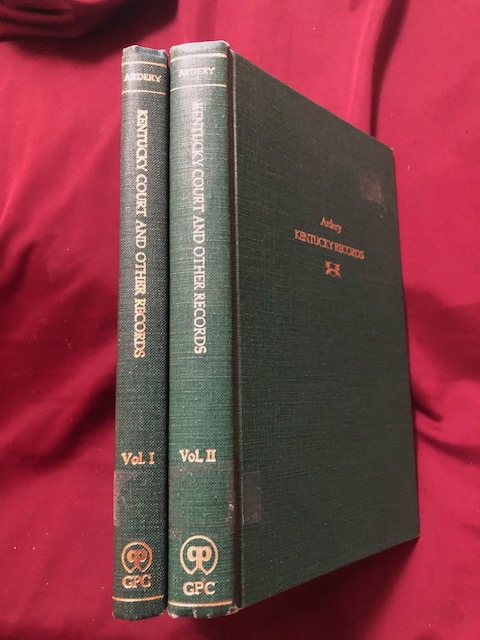 ARDERY
KENTUCKY COURT AND OTHER RECORDS
Vol. I
GPC
ARDERY
KENTUCKY COURT AND OTHER RECORDS
Vol. II
GPC
Ardery
KENTUCKY RECORDS